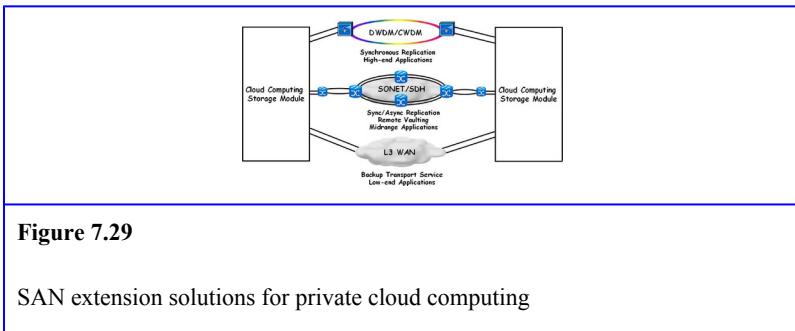 DWDM/CWDM
Synchronous Replication
High-end Applications
Cloud Computing
Storage Module
SONET/SDH
Cloud Computing
Storage Module
Sync/Async Replication
Remote Vaulting
Midrange Applications
L3 WAN
Backup Transport Service
Low-end Applications
Figure 7.29
SAN extension solutions for private cloud computing